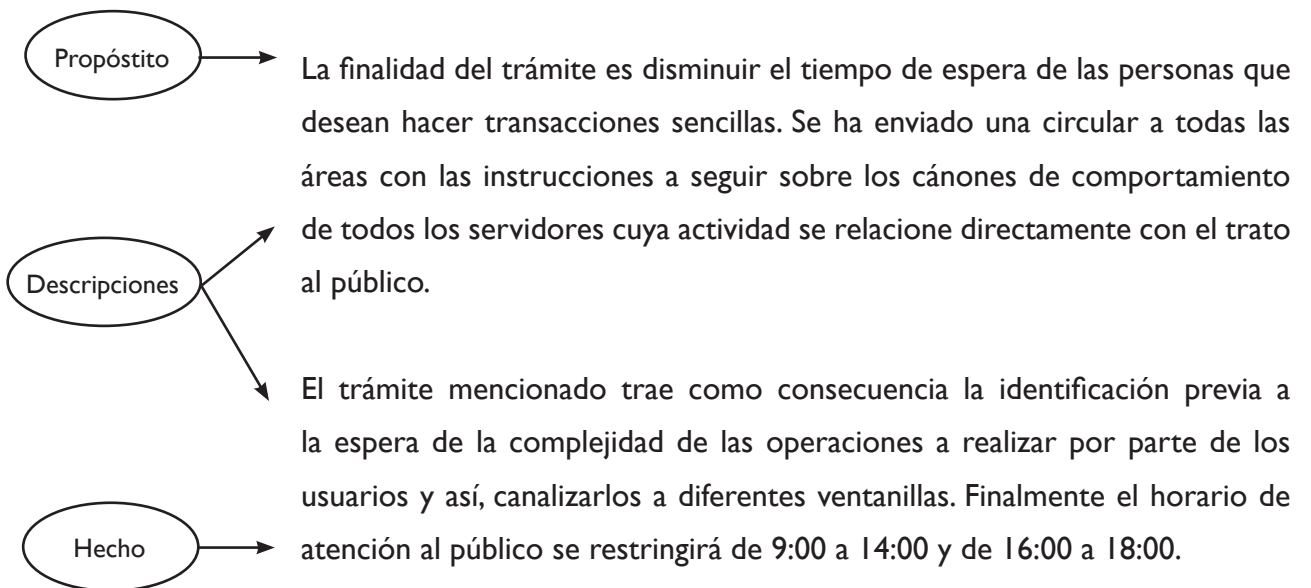 Propóstito
La finalidad del trámite es disminuir el tiempo de espera de las personas que
desean hacer transacciones sencillas. Se ha enviado una circular a todas las
áreas con las instrucciones a seguir sobre los cánones de comportamiento
de todos los servidores cuya actividad se relacione directamente con el trato
al público.
Descripciones
El trámite mencionado trae como consecuencia la identificación previa a
la espera de la complejidad de las operaciones a realizar por parte de los
usuarios y así, canalizarlos a diferentes ventanillas. Finalmente el horario de
Hecho
atención al público se restringirá de 9:00 a 14:00 y de 16:00 a 18:00.